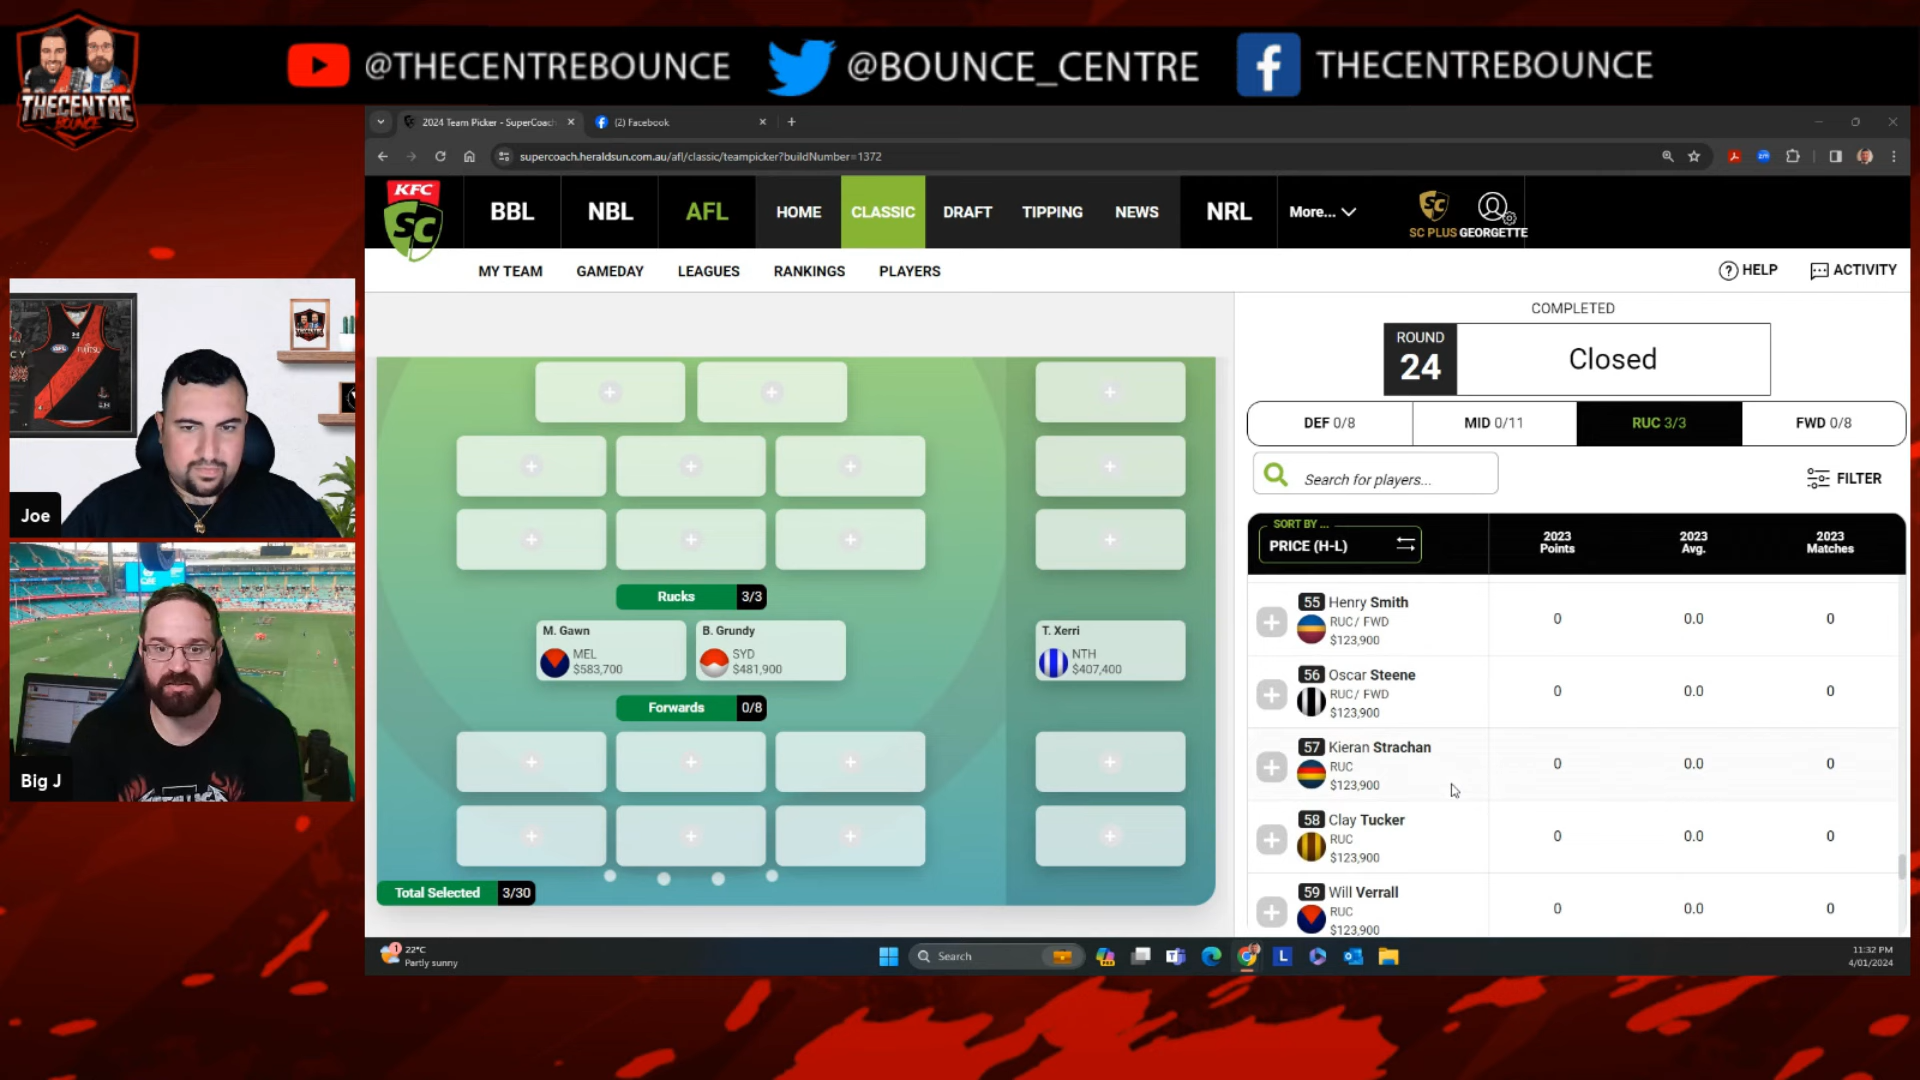 THECENTRE
BOUNCE
@THECENTREBOUNCE
@BOUNCE_CENTRE
THECENTREBOUNCE
2024 Team Picker - SuperCoach
(2) Facebook
supercoach.heraldsun.com.au/afl/classic/teampicker?buildNumber=1372
KFC
SC
BBL
NBL
AFL
HOME
CLASSIC
DRAFT
TIPPING
NEWS
NRL
More...
SC
SC PLUS
GEORGETTE
MY TEAM
GAMEDAY
LEAGUES
RANKINGS
PLAYERS
HELP
ACTIVITY
COMPLETED
ROUND
24
Closed
DEF 0/8
MID 0/11
RUC 3/3
FWD 0/8
Search for players...
FILTER
SORT BY ...
PRICE (H-L)
2023 Points
2023 Avg.
2023 Matches
55 Henry Smith
RUC/ FWD
$123,900
0
0.0
0
56 Oscar Steene
RUC/ FWD
$123,900
0
0.0
0
57 Kieran Strachan
RUC
$123,900
0
0.0
0
58 Clay Tucker
RUC
$123,900
0
0.0
0
59 Will Verrall
RUC
$123,900
0
0.0
0
Rucks 3/3
M. Gawn
MEL
$583,700
B. Grundy
SYD
$481,900
T. Xerri
NTH
$407,400
Forwards 0/8
Total Selected 3/30
Joe
Big J
1
22°C
Partly sunny
Search
L
11:32 PM
4/01/2024